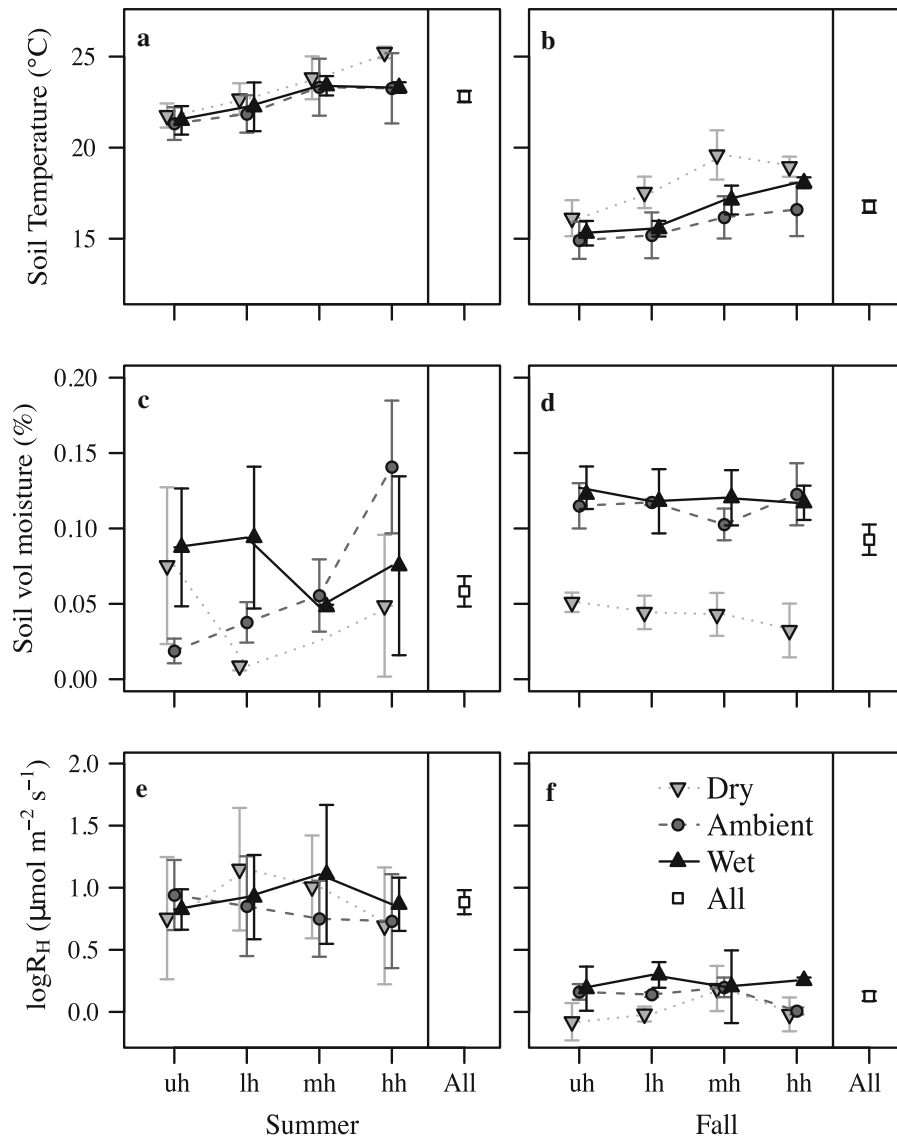 Soil Temperature (°C)
25
20
15
a
b
Soil vol moisture (%)
0.20
0.15
0.10
0.05
0.00
c
d
logR_H (μmol m⁻² s⁻¹)
2.0
1.5
1.0
0.5
0.0
e
f
Dry
Ambient
Wet
All
uh lh mh hh All uh lh mh hh All
Summer Fall